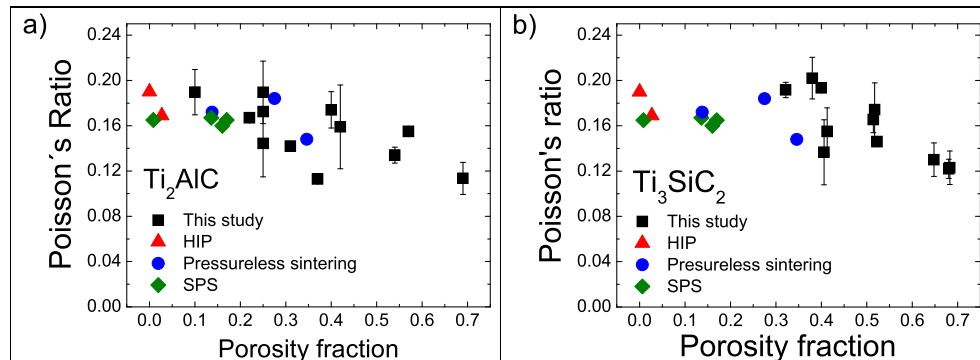 a)
0.24
0.20
0.16
0.12
0.08
0.04
0.00
Poisson´s Ratio
Ti2AlC
This study
HIP
Pressureless sintering
SPS
0.0 0.1 0.2 0.3 0.4 0.5 0.6 0.7
Porosity fraction
b)
0.24
0.20
0.16
0.12
0.08
0.04
0.00
Poisson's ratio
Ti3SiC2
This study
HIP
Presureless sintering
SPS
0.0 0.1 0.2 0.3 0.4 0.5 0.6 0.7
Porosity fraction